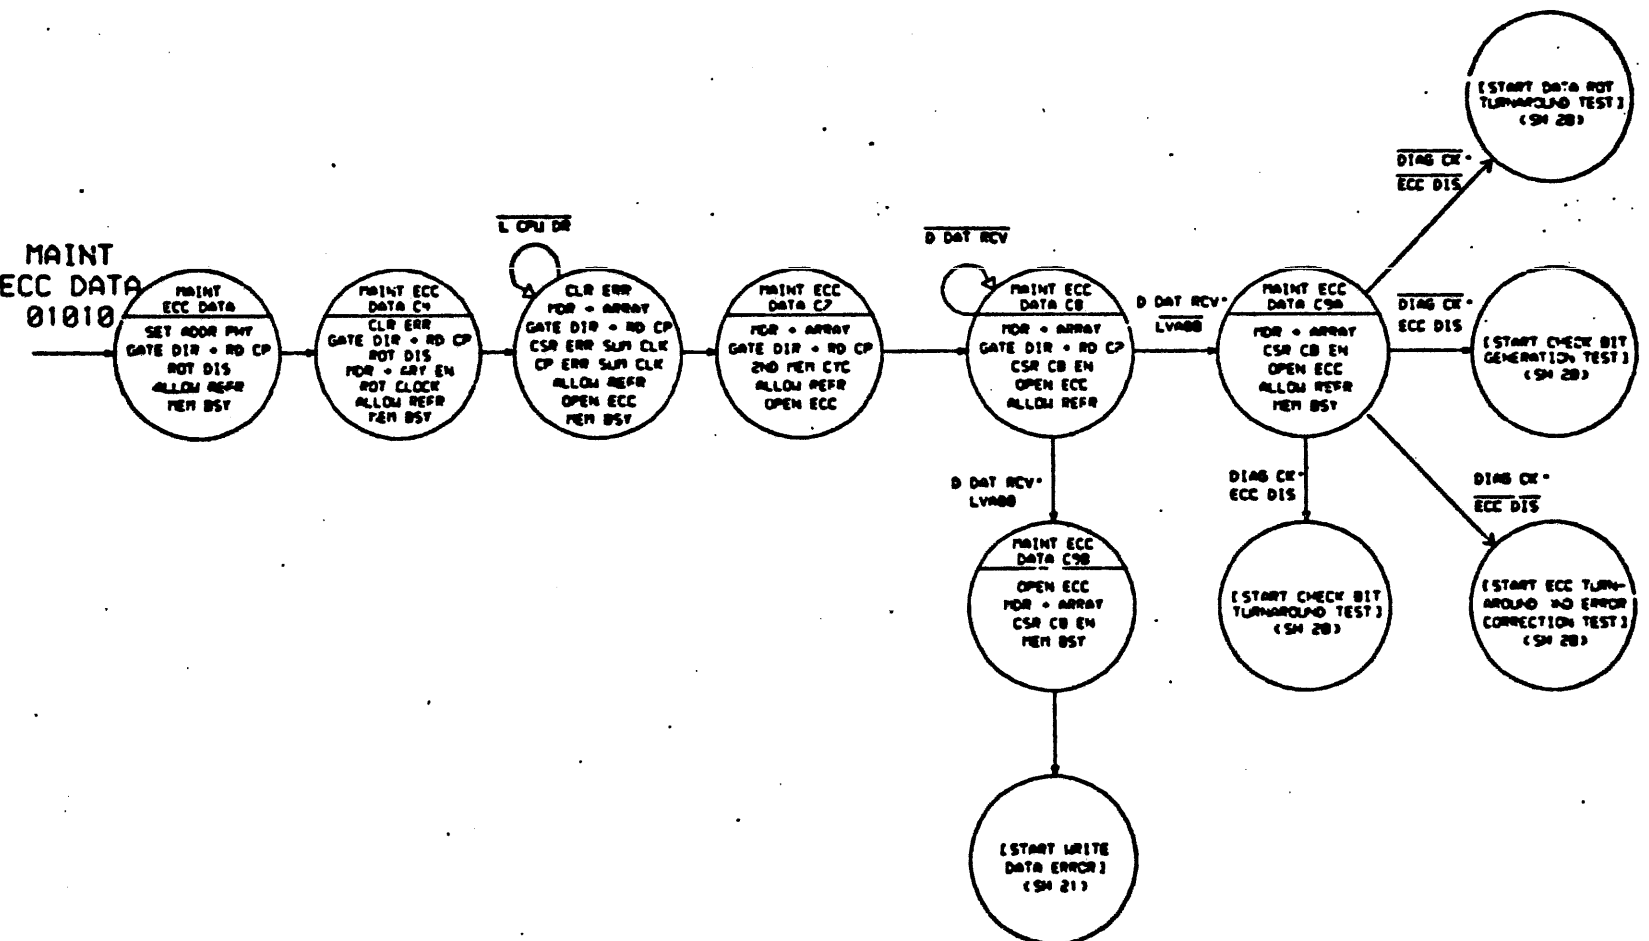 MAINT
ECC DATA
01010
MAINT
ECC DATA
SET ADDR
GATE DIR + RD CP
ROT DIS
ALLOW REFR
MEM BSY
MAINT ECC
DATA C4
CLR ERR
GATE DIR + RD CP
ROT DIS
MDR + ARY EN
ROT CLOCK
ALLOW REFR
MEM BSY
L CPU DR
CLR ERR
MDR + ARRAY
GATE DIR + RD CP
CSR ERR SUM CLK
CP ERR SUM CLK
ALLOW REFR
OPEN ECC
MEM BSY
MAINT ECC
DATA C7
MDR + ARRAY
GATE DIR + RD CP
2ND MEM CYC
ALLOW REFR
OPEN ECC
D DAT RCV
MAINT ECC
DATA C8
MDR + ARRAY
GATE DIR + RD CP
CSR CB EN
OPEN ECC
ALLOW REFR
D DAT RCV·
LVA00
MAINT ECC
DATA C9A
MDR + ARRAY
CSR CB EN
OPEN ECC
ALLOW REFR
MEM BSY
DIAG CK·
ECC DIS
[START DATA ROT
TURNAROUND TEST]
(SH 20)
DIAG CK·
ECC DIS
[START CHECK BIT
GENERATION TEST]
(SH 20)
D DAT RCV·
LVA00
MAINT ECC
DATA C9B
OPEN ECC
MDR + ARRAY
CSR CB EN
MEM BSY
DIAG CK·
ECC DIS
[START CHECK BIT
TURNAROUND TEST]
(SH 20)
DIAG CK·
ECC DIS
[START ECC TURN-
AROUND NO ERROR
CORRECTION TEST]
(SH 20)
[START WRITE
DATA ERROR]
(SH 21)